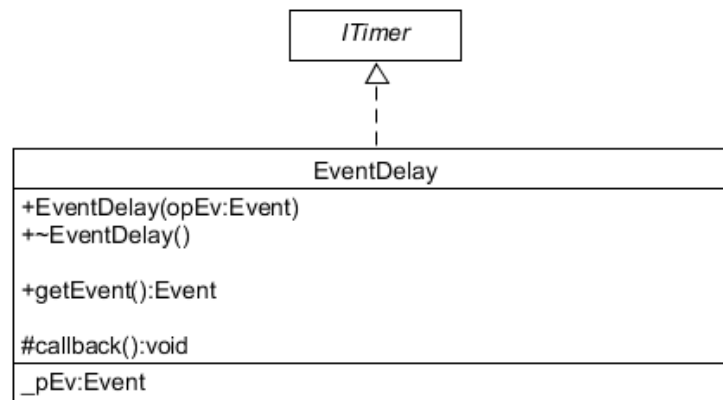 ITimer
EventDelay
+EventDelay(opEv:Event)
+~EventDelay()
+getEvent():Event
#callback():void
_pEv:Event